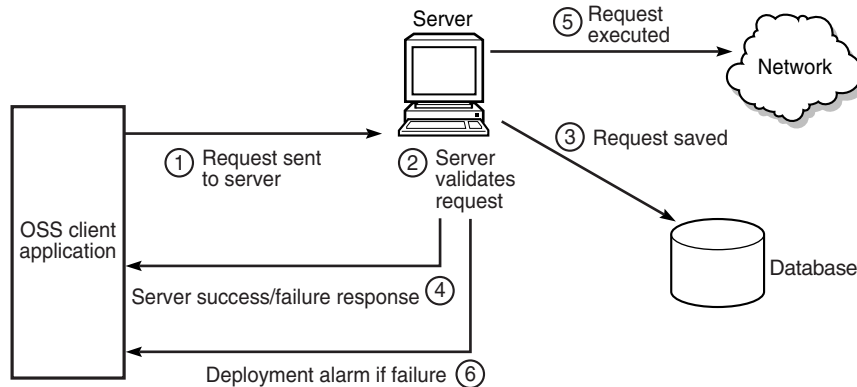 Server
5 Request
executed
Network
1 Request sent
to server
2 Server
validates
request
3 Request saved
OSS client
application
Database
Server success/failure response 4
Deployment alarm if failure 6